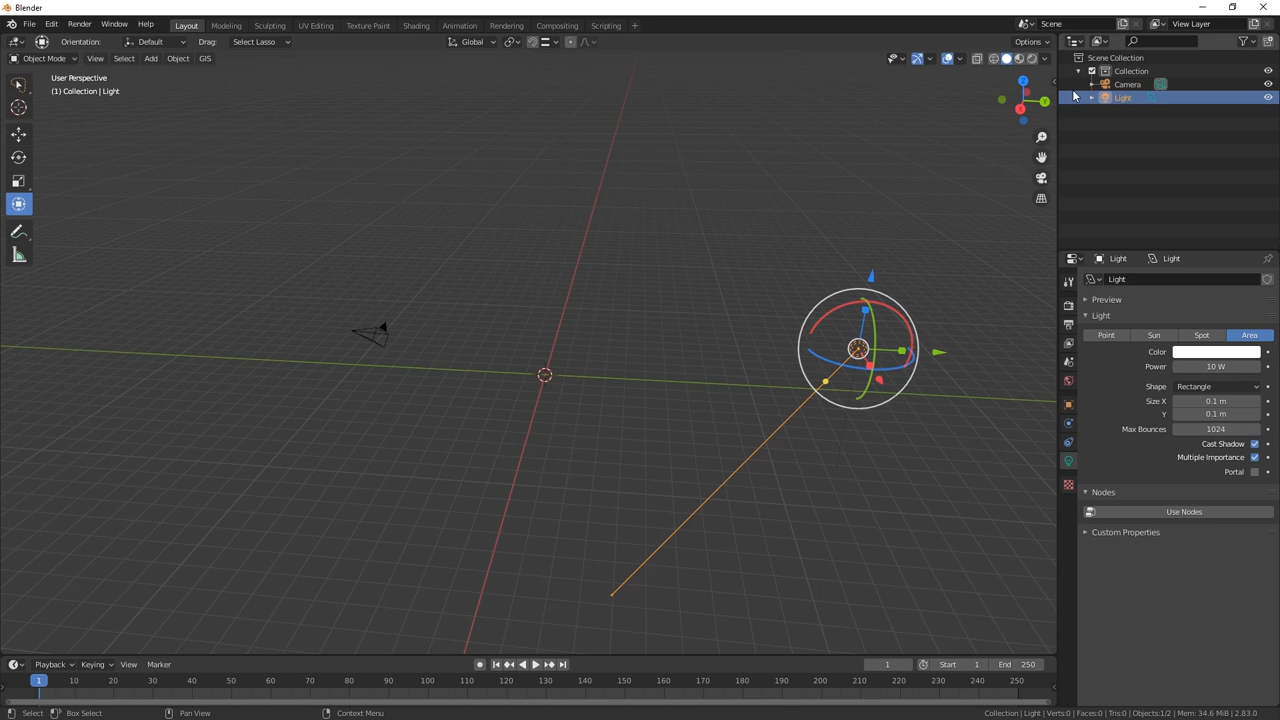 Blender
File Edit Render Window Help Layout Modeling Sculpting UV Editing Texture Paint Shading Animation Rendering Compositing Scripting + Scene View Layer
Orientation: Default Drag: Select Lasso Global Options
Object Mode View Select Add Object GIS
Scene Collection
Collection
Camera
Light
User Perspective
(1) Collection | Light
Z
Y
X
Light Light
Light
Preview
Light
Point Sun Spot Area
Color
Power 10 W
Shape Rectangle
Size X 0.1 m
Y 0.1 m
Max Bounces 1024
Cast Shadow
Multiple Importance
Portal
Nodes
Use Nodes
Custom Properties
Playback Keying View Marker 1 Start 1 End 250
1 10 20 30 40 50 60 70 80 90 100 110 120 130 140 150 160 170 180 190 200 210 220 230 240 250
Select Box Select Pan View Context Menu Collection | Light | Verts:0 | Faces:0 | Tris:0 | Objects:1/2 | Mem: 34.6 MiB | 2.83.0